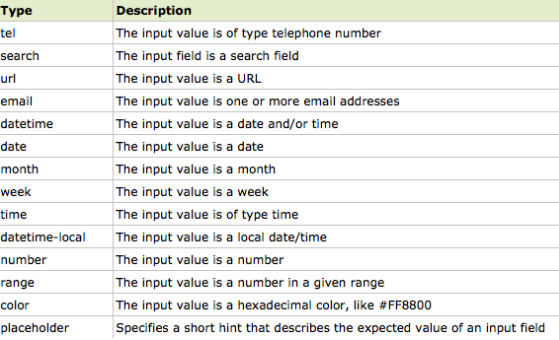 Type Description
tel The input value is of type telephone number
search The input field is a search field
url The input value is a URL
email The input value is one or more email addresses
datetime The input value is a date and/or time
date The input value is a date
month The input value is a month
week The input value is a week
time The input value is of type time
datetime-local The input value is a local date/time
number The input value is a number
range The input value is a number in a given range
color The input value is a hexadecimal color, like #FF8800
placeholder Specifies a short hint that describes the expected value of an input field